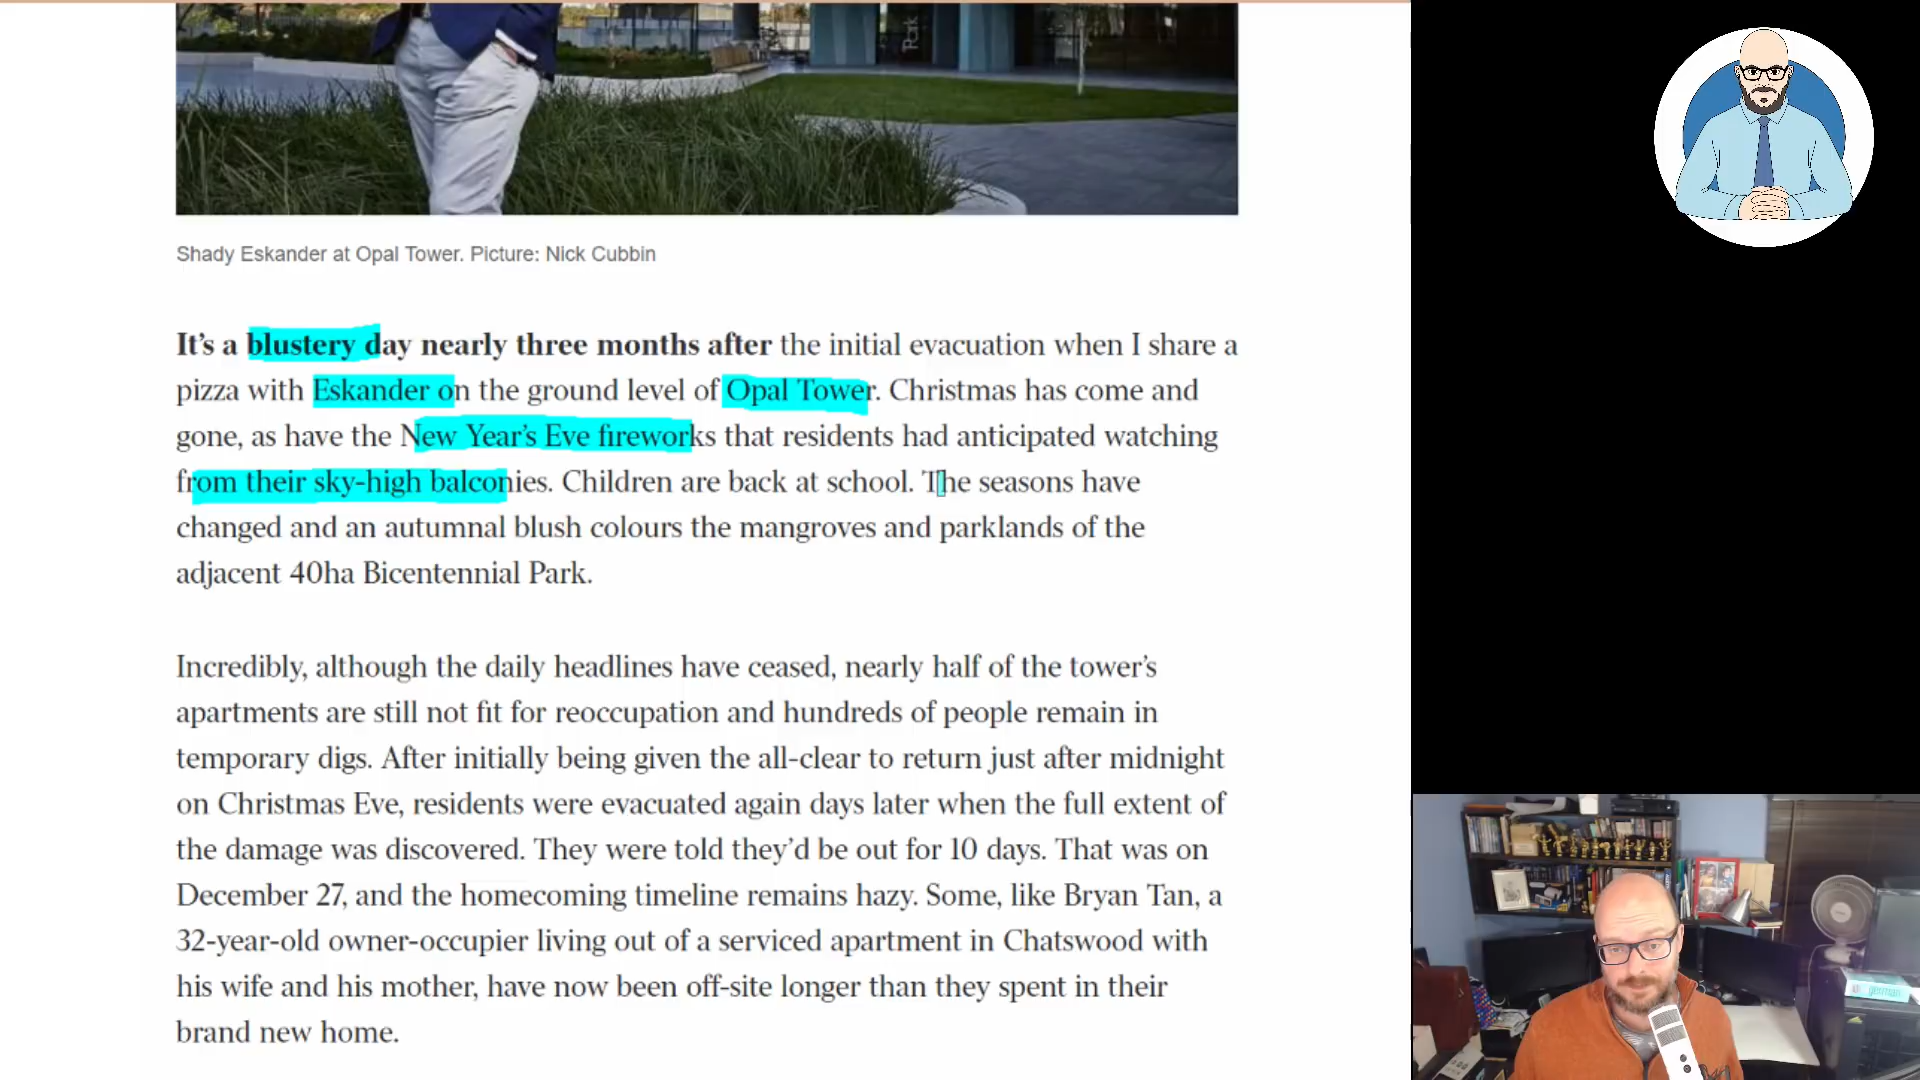 Park
Shady Eskander at Opal Tower. Picture: Nick Cubbin
It’s a blustery day nearly three months after the initial evacuation when I share a
pizza with Eskander on the ground level of Opal Tower. Christmas has come and
gone, as have the New Year’s Eve fireworks that residents had anticipated watching
from their sky-high balconies. Children are back at school. The seasons have
changed and an autumnal blush colours the mangroves and parklands of the
adjacent 40ha Bicentennial Park.
Incredibly, although the daily headlines have ceased, nearly half of the tower’s
apartments are still not fit for reoccupation and hundreds of people remain in
temporary digs. After initially being given the all-clear to return just after midnight
on Christmas Eve, residents were evacuated again days later when the full extent of
the damage was discovered. They were told they’d be out for 10 days. That was on
December 27, and the homecoming timeline remains hazy. Some, like Bryan Tan, a
32-year-old owner-occupier living out of a serviced apartment in Chatswood with
his wife and his mother, have now been off-site longer than they spent in their
brand new home.
german